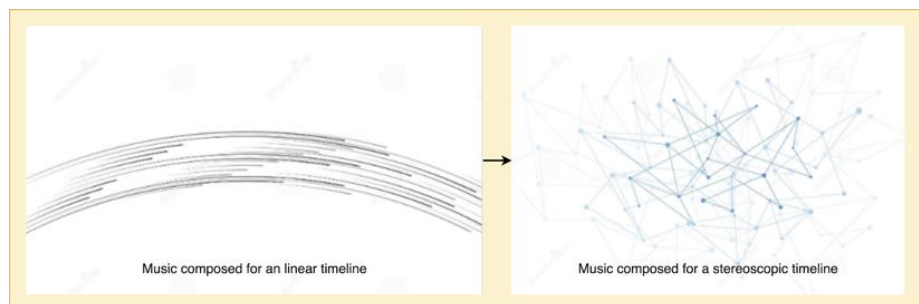 Music composed for an linear timeline
Music composed for a stereoscopic timeline